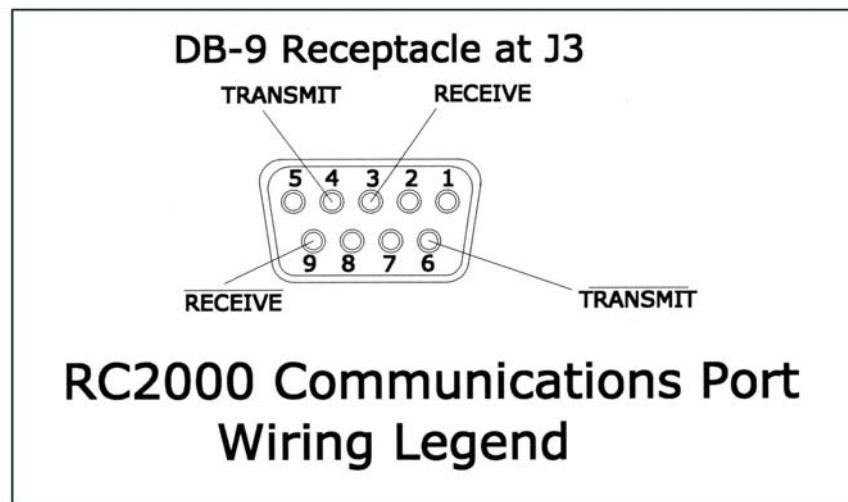 DB-9 Receptacle at J3
TRANSMIT RECEIVE
5 4 3 2 1
9 8 7 6
RECEIVE TRANSMIT
RC2000 Communications Port
Wiring Legend